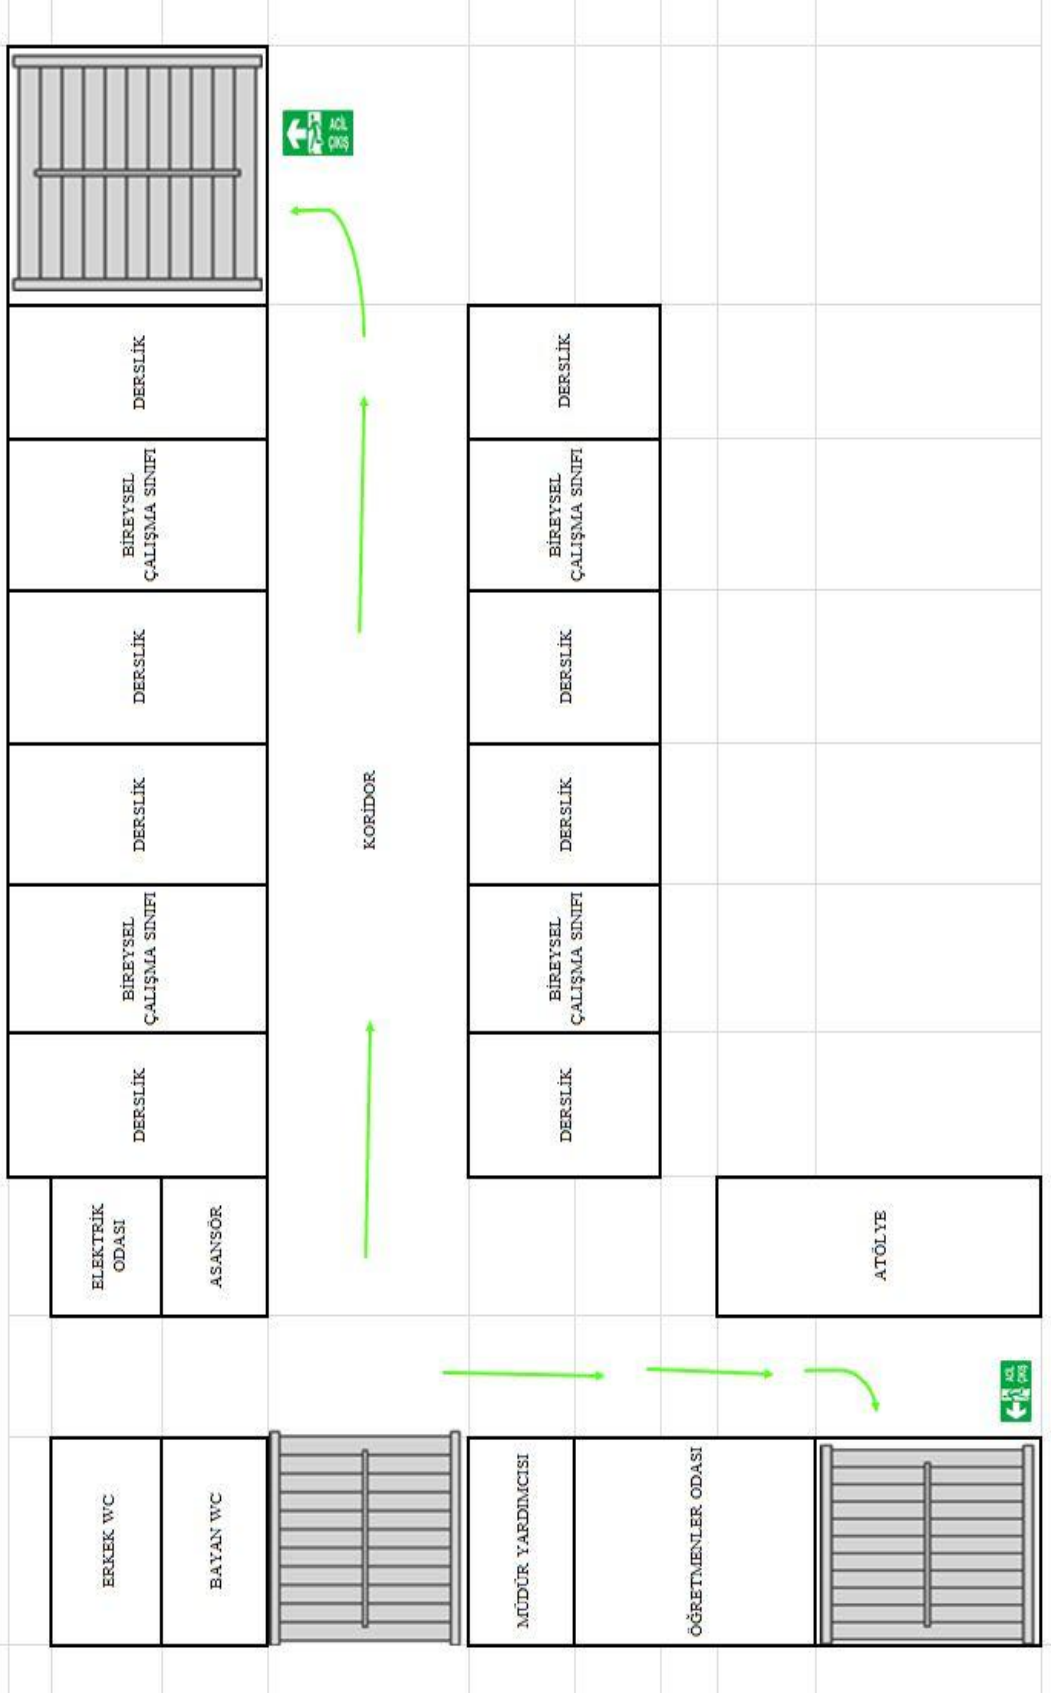 ACİL
ÇIKIŞ
DERSLİK
DERSLİK
BİREYSEL
ÇALIŞMA SINIFI
BİREYSEL
ÇALIŞMA SINIFI
DERSLİK
DERSLİK
DERSLİK
KORİDOR
DERSLİK
BİREYSEL
ÇALIŞMA SINIFI
BİREYSEL
ÇALIŞMA SINIFI
DERSLİK
DERSLİK
ELEKTRİK
ODASI
ASANSÖR
ATÖLYE
ACİL
ÇIKIŞ
ERKEK WC
BAYAN WC
MÜDÜR YARDIMCISI
ÖĞRETMENLER ODASI